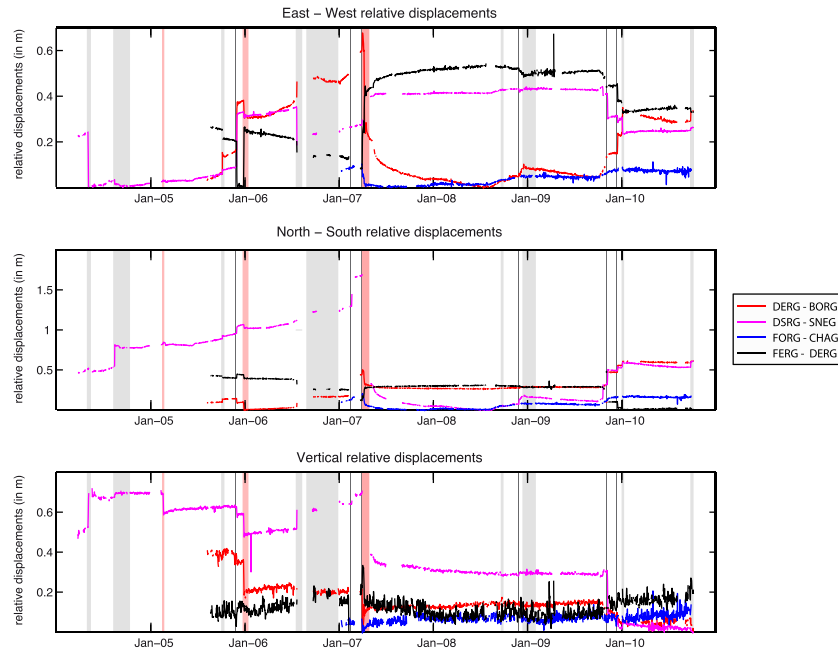 East – West relative displacements
relative displacements (in m)
0.6
0.4
0.2
Jan–05 Jan–06 Jan–07 Jan–08 Jan–09 Jan–10
North – South relative displacements
relative displacements (in m)
1.5
1
0.5
Jan–05 Jan–06 Jan–07 Jan–08 Jan–09 Jan–10
DERG - BORG
DSRG - SNEG
FORG - CHAG
FERG - DERG
Vertical relative displacements
relative displacements (in m)
0.6
0.4
0.2
Jan–05 Jan–06 Jan–07 Jan–08 Jan–09 Jan–10